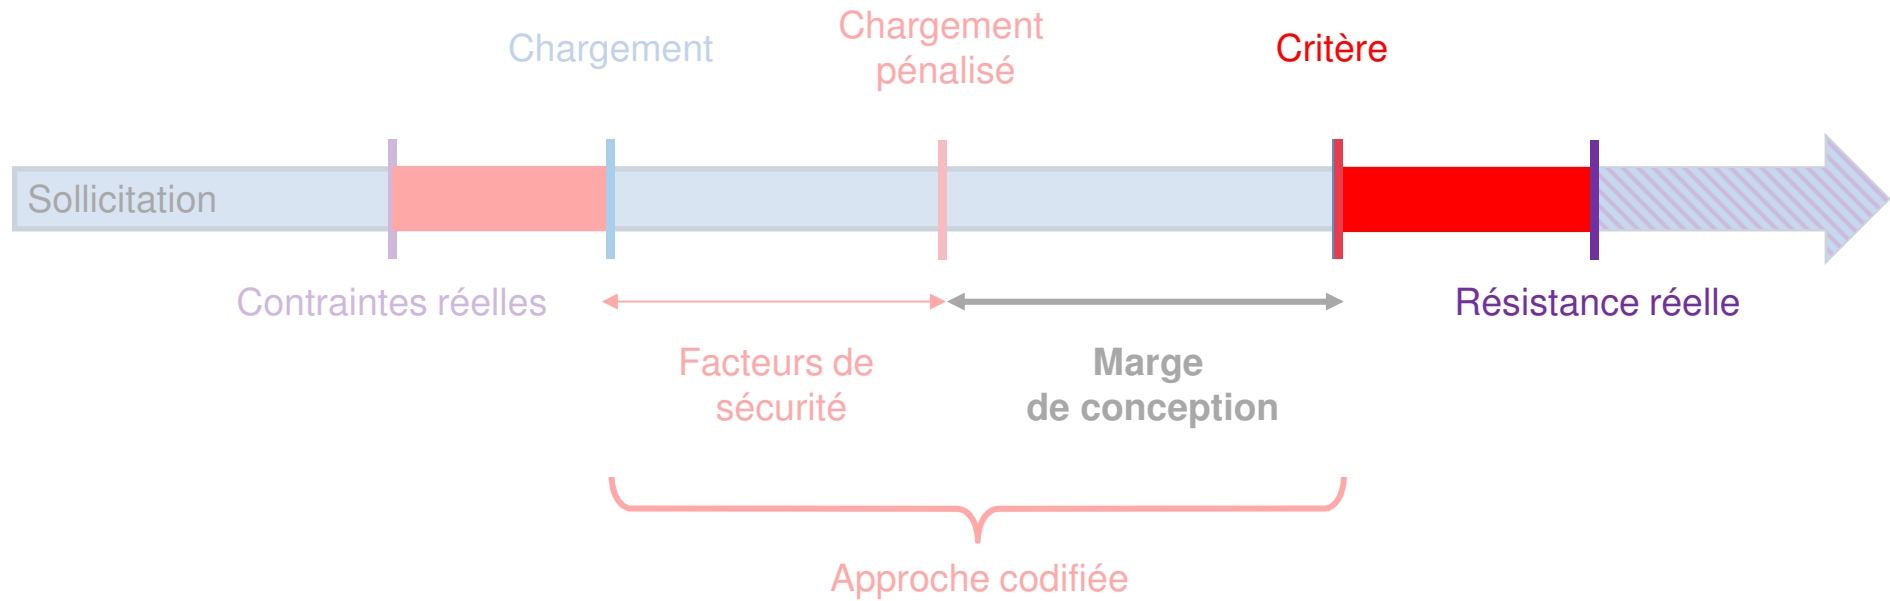 Chargement
Chargement
pénalisé
Critère
Sollicitation
Contraintes réelles
Résistance réelle
Facteurs de
sécurité
Marge
de conception
Approche codifiée